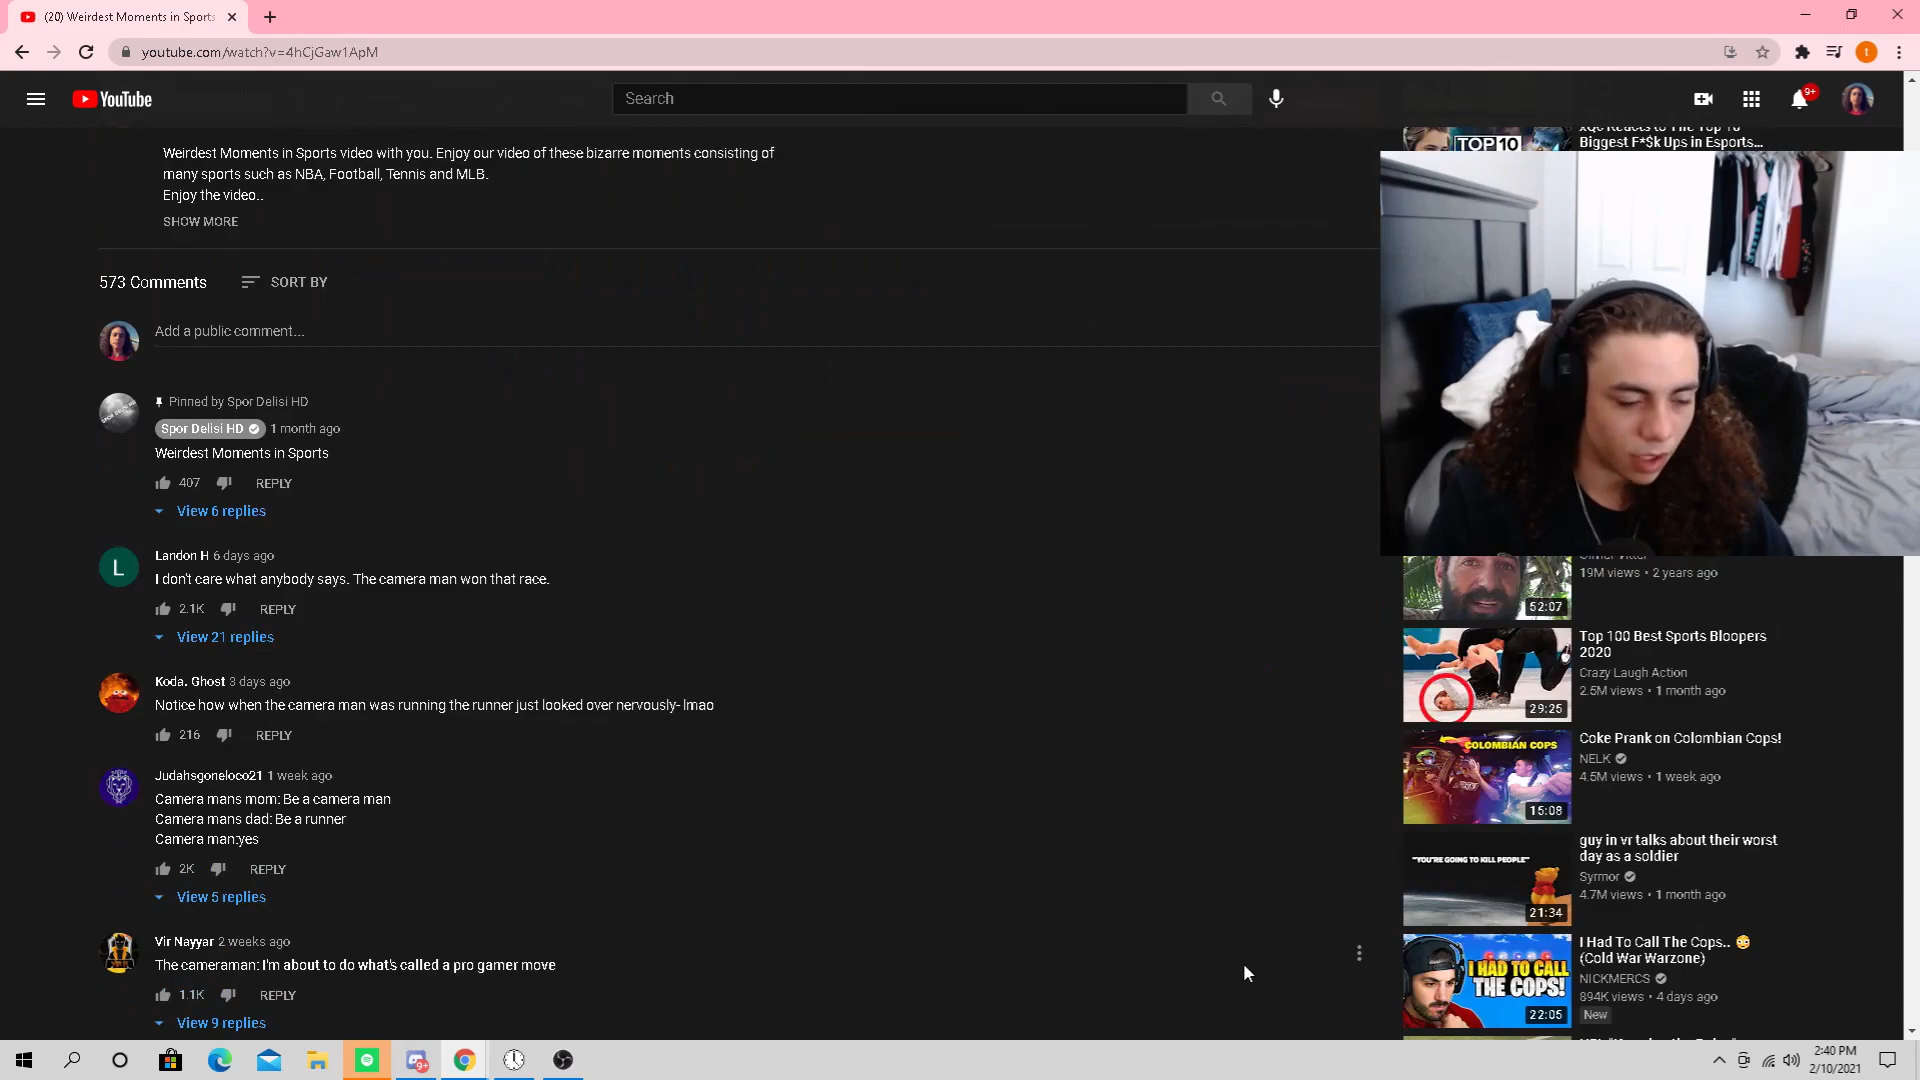 (20) Weirdest Moments in Sports
youtube.com/watch?v=4hCjGaw1ApM
t
YouTube
Search
9+
Weirdest Moments in Sports video with you. Enjoy our video of these bizarre moments consisting of
many sports such as NBA, Football, Tennis and MLB.
Enjoy the video..
SHOW MORE
573 Comments
SORT BY
Add a public comment...
Pinned by Spor Delisi HD
Spor Delisi HD 1 month ago
Weirdest Moments in Sports
407 REPLY
View 6 replies
L
Landon H 6 days ago
I don't care what anybody says. The camera man won that race.
2.1K REPLY
View 21 replies
Koda. Ghost 3 days ago
Notice how when the camera man was running the runner just looked over nervously- lmao
216 REPLY
Judahsgoneloco21 1 week ago
Camera mans mom: Be a camera man
Camera mans dad: Be a runner
Camera man:yes
2K REPLY
View 5 replies
Vir Nayyar 2 weeks ago
The cameraman: I'm about to do what's called a pro gamer move
1.1K REPLY
View 9 replies
TOP 10
xQc Reacts to The Top 10
Biggest F*$k Ups in Esports...
19M views • 2 years ago
52:07
Top 100 Best Sports Bloopers
2020
Crazy Laugh Action
2.5M views • 1 month ago
29:25
COLOMBIAN COPS
15:08
Coke Prank on Colombian Cops!
NELK
4.5M views • 1 week ago
"YOU'RE GOING TO KILL PEOPLE"
21:34
guy in vr talks about their worst
day as a soldier
Syrmor
4.7M views • 1 month ago
I HAD TO CALL
THE COPS!
22:05
I Had To Call The Cops.. 😳
(Cold War Warzone)
NICKMERCS
894K views • 4 days ago
New
9+
2:40 PM
2/10/2021